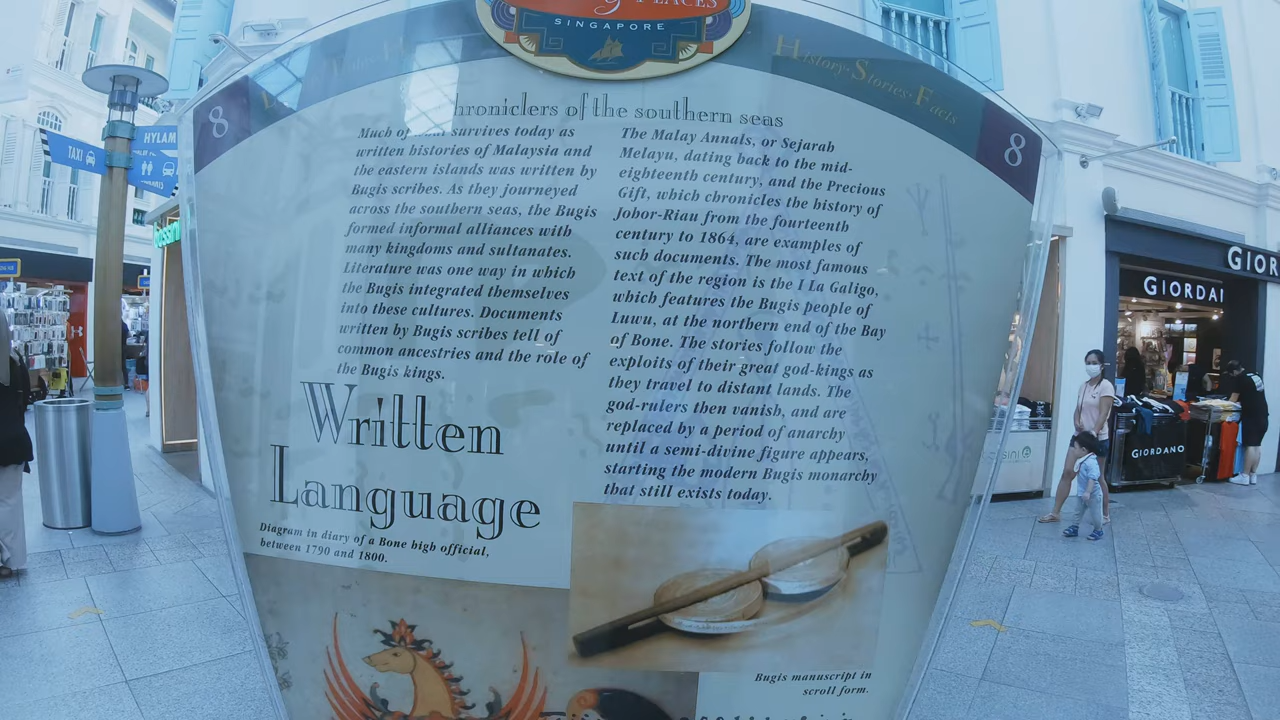 PLACES
SINGAPORE
History·Stories·Facts
8
8
TAXI
HYLAM
hroniclers of the southern seas
Much of survives today as
written histories of Malaysia and
the eastern islands was written by
Bugis scribes. As they journeyed
across the southern seas, the Bugis
formed informal alliances with
many kingdoms and sultanates.
Literature was one way in which
the Bugis integrated themselves
into these cultures. Documents
written by Bugis scribes tell of
common ancestries and the role of
the Bugis kings.
The Malay Annals, or Sejarah
Melayu, dating back to the mid-
eighteenth century, and the Precious
Gift, which chronicles the history of
Johor-Riau from the fourteenth
century to 1864, are examples of
such documents. The most famous
text of the region is the I La Galigo,
which features the Bugis people of
Luwu, at the northern end of the Bay
of Bone. The stories follow the
exploits of their great god-kings as
they travel to distant lands. The
god-rulers then vanish, and are
replaced by a period of anarchy
until a semi-divine figure appears,
starting the modern Bugis monarchy
that still exists today.
Written
Language
Diagram in diary of a Bone high official,
between 1790 and 1800.
Bugis manuscript in
scroll form.
GIOR
GIORDA
GIORDANO